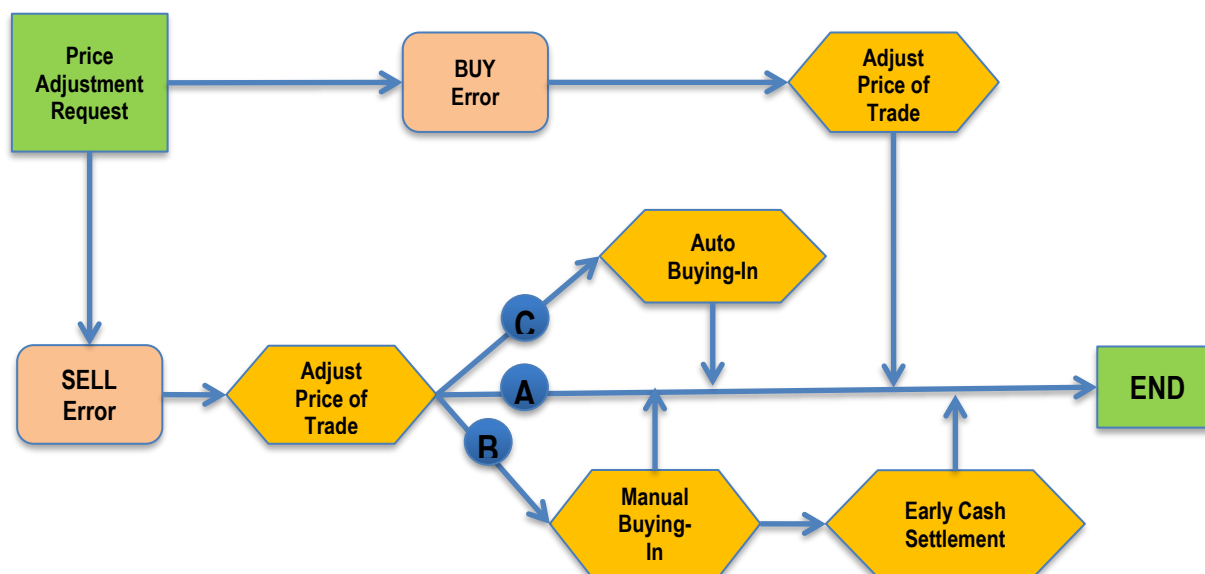 Price
Adjustment
Request
BUY
Error
Adjust
Price of
Trade
Auto
Buying-In
C
SELL
Error
Adjust
Price of
Trade
A
END
B
Manual
Buying-
In
Early Cash
Settlement